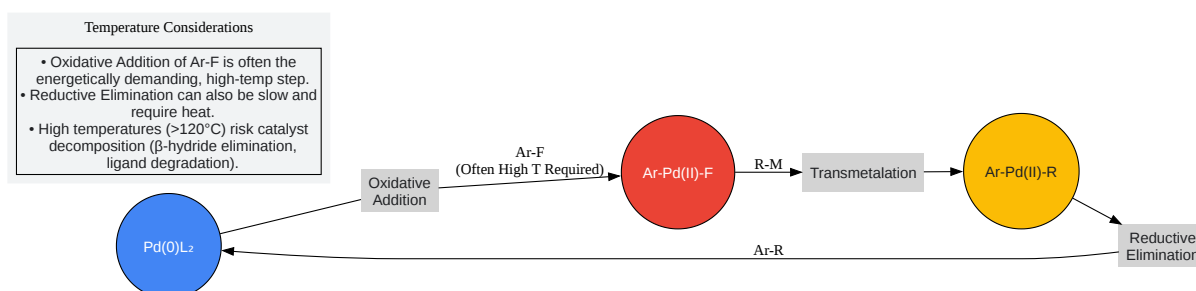 Temperature Considerations
• Oxidative Addition of Ar-F is often the
energetically demanding, high-temp step.
• Reductive Elimination can also be slow and
require heat.
• High temperatures (>120°C) risk catalyst
decomposition (β-hydride elimination,
ligand degradation).
Pd(0)L₂
Oxidative
Addition
Ar-F
(Often High T Required)
Ar-Pd(II)-F
R-M
Transmetalation
Ar-Pd(II)-R
Reductive
Elimination
Ar-R